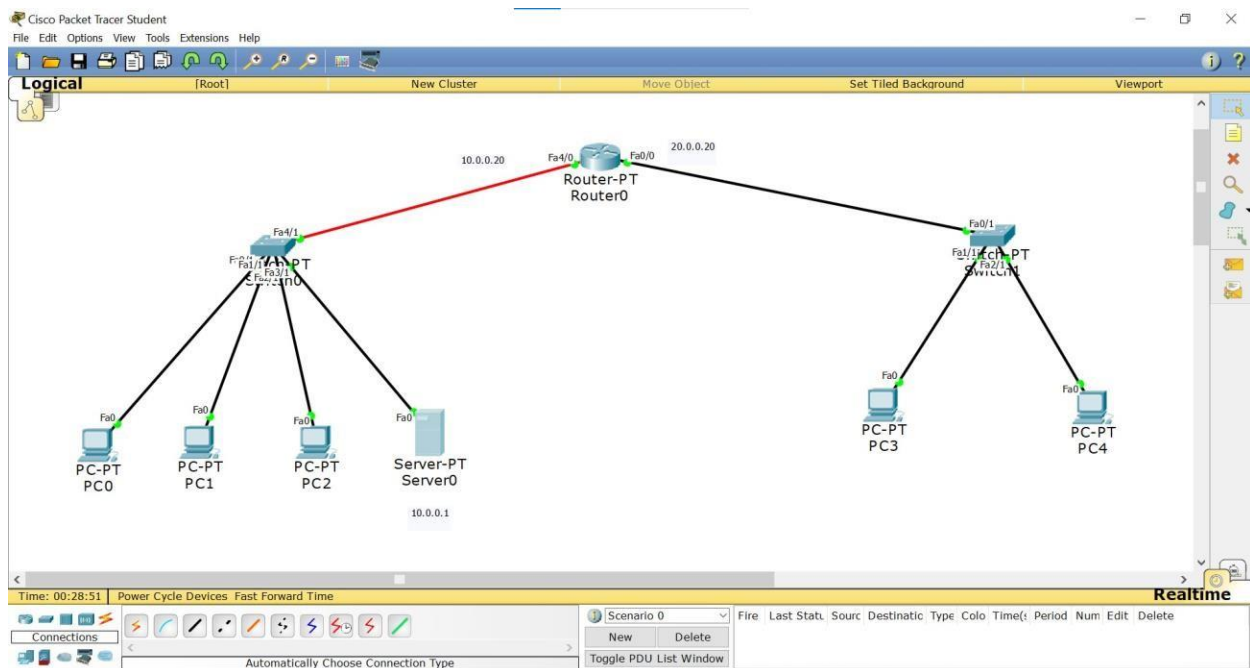 Cisco Packet Tracer Student
File Edit Options View Tools Extensions Help
Logical [Root] New Cluster Move Object Set Tiled Background Viewport
10.0.0.20 Fa4/0 Fa0/0 20.0.0.20
Router-PT
Router0
Fa4/1
Fa0/1
Fa1/1
Fa3/1
Fa1/1
Fa2/1
Switch1
Fa0 Fa0 Fa0 Fa0 Fa0 Fa0
PC-PT
PC0
PC-PT
PC1
PC-PT
PC2
Server-PT
Server0
10.0.0.1
PC-PT
PC3
PC-PT
PC4
Time: 00:28:51 Power Cycle Devices Fast Forward Time Realtime
Connections
Automatically Choose Connection Type
Scenario 0
New Delete
Toggle PDU List Window
Fire Last Statu Sourc Destinatic Type Colo Time(s Period Num Edit Delete